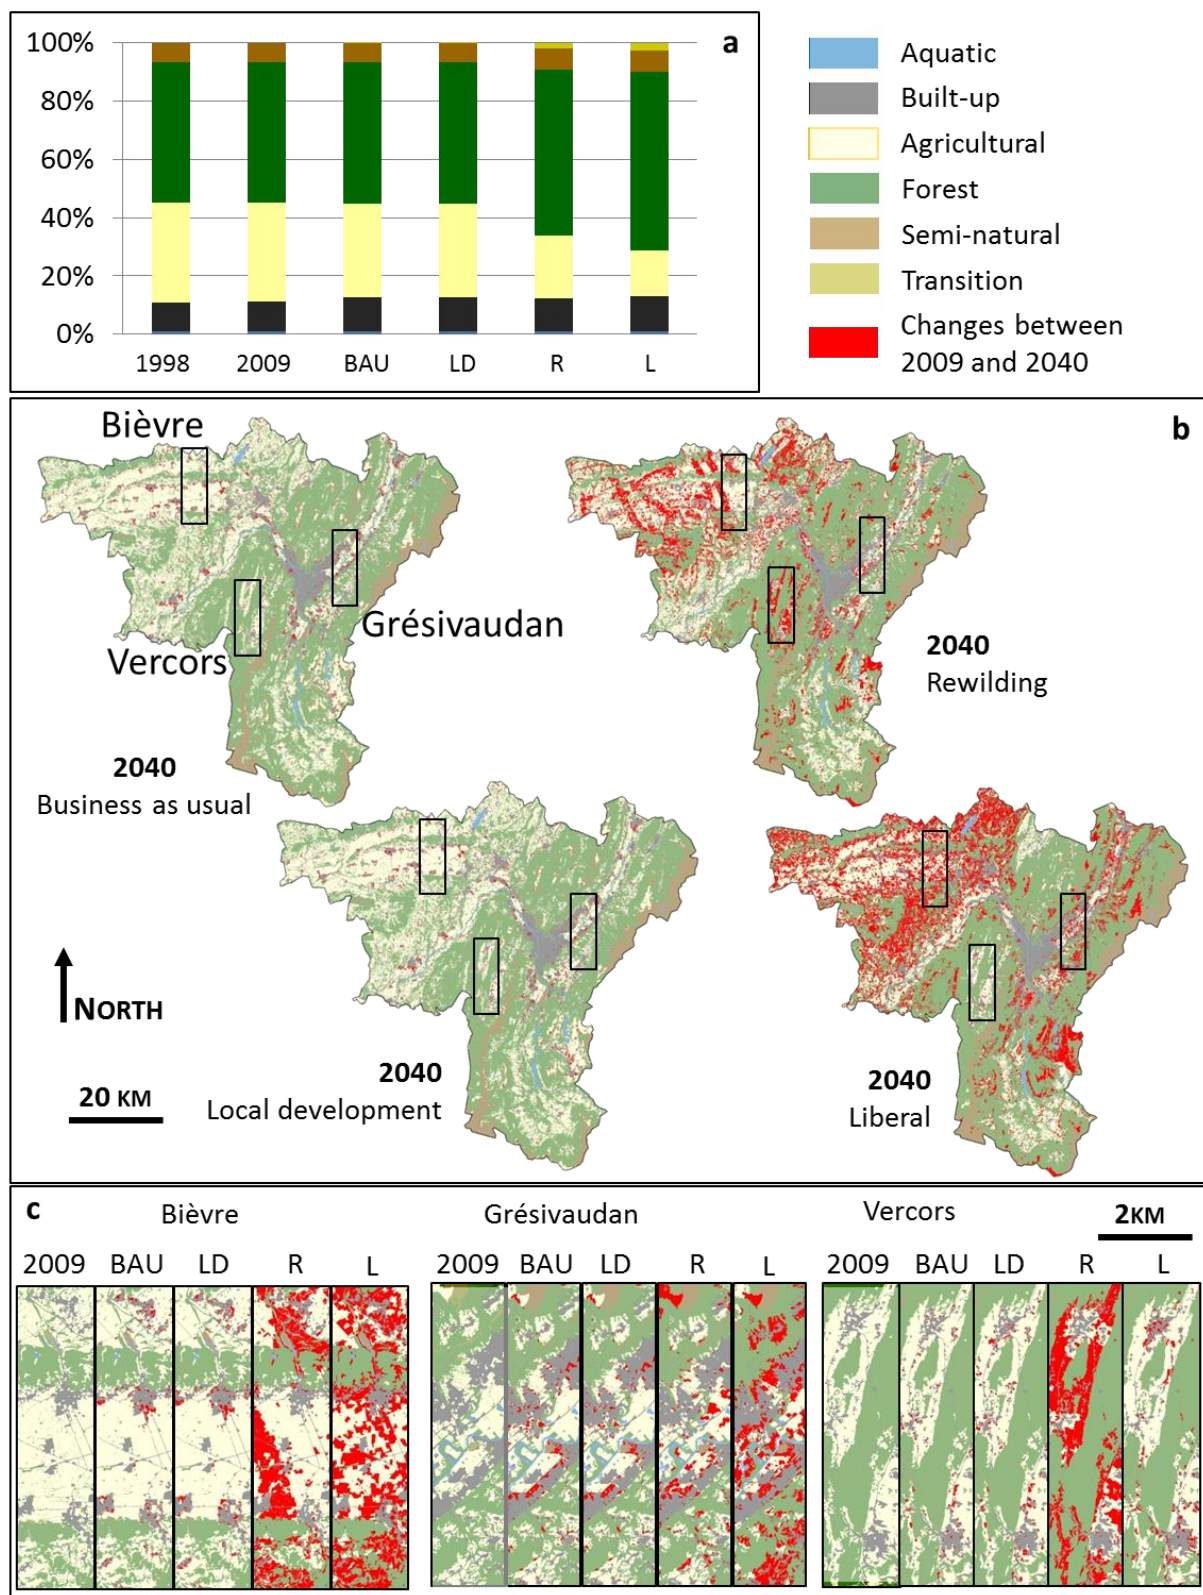 a
100%
80%
60%
40%
20%
0%
1998 2009 BAU LD R L
Aquatic
Built-up
Agricultural
Forest
Semi-natural
Transition
Changes between
2009 and 2040
b
Bièvre
Grésivaudan
Vercors
2040
Business as usual
2040
Rewilding
2040
Local development
2040
Liberal
NORTH
20 KM
c
Bièvre Grésivaudan Vercors 2KM
2009 BAU LD R L 2009 BAU LD R L 2009 BAU LD R L